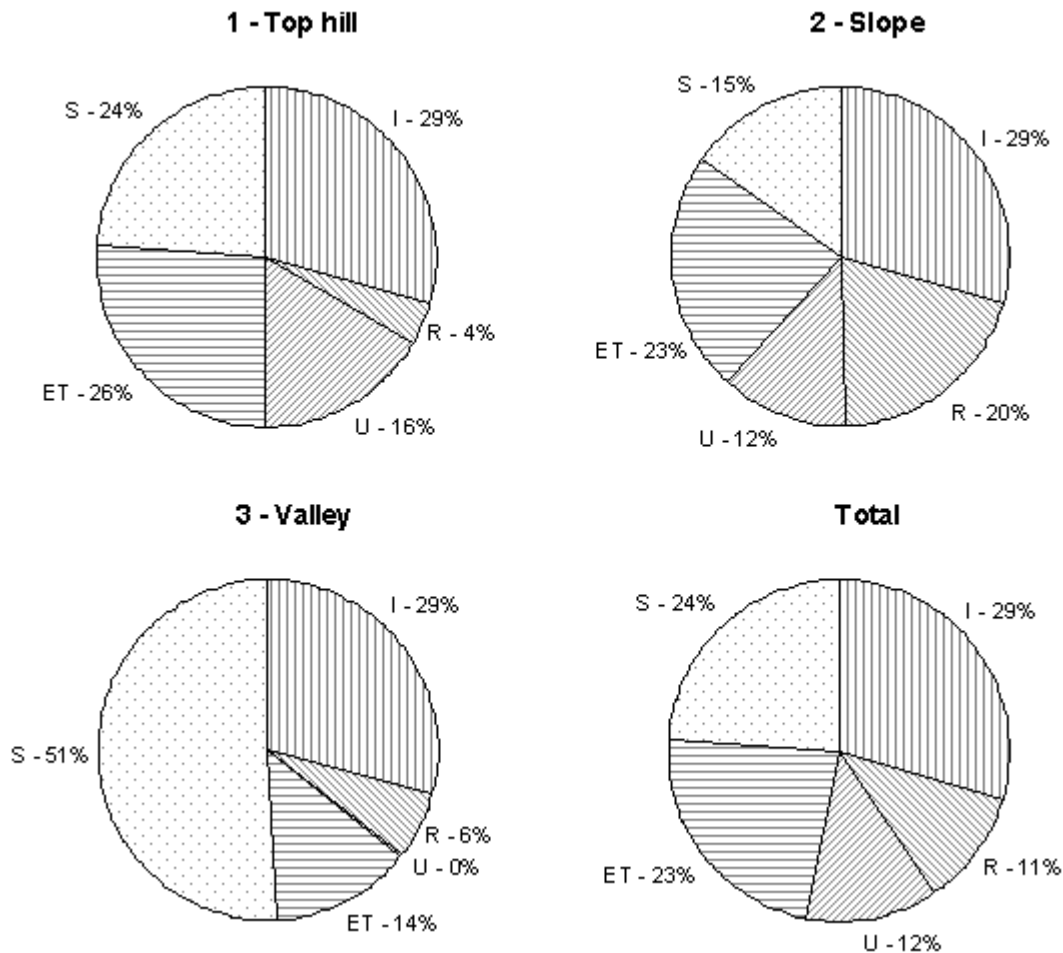 1 - Top hill
S - 24%
I - 29%
R - 4%
ET - 26%
U - 16%
2 - Slope
S - 15%
I - 29%
ET - 23%
R - 20%
U - 12%
3 - Valley
I - 29%
S - 51%
R - 6%
U - 0%
ET - 14%
Total
S - 24%
I - 29%
ET - 23%
R - 11%
U - 12%